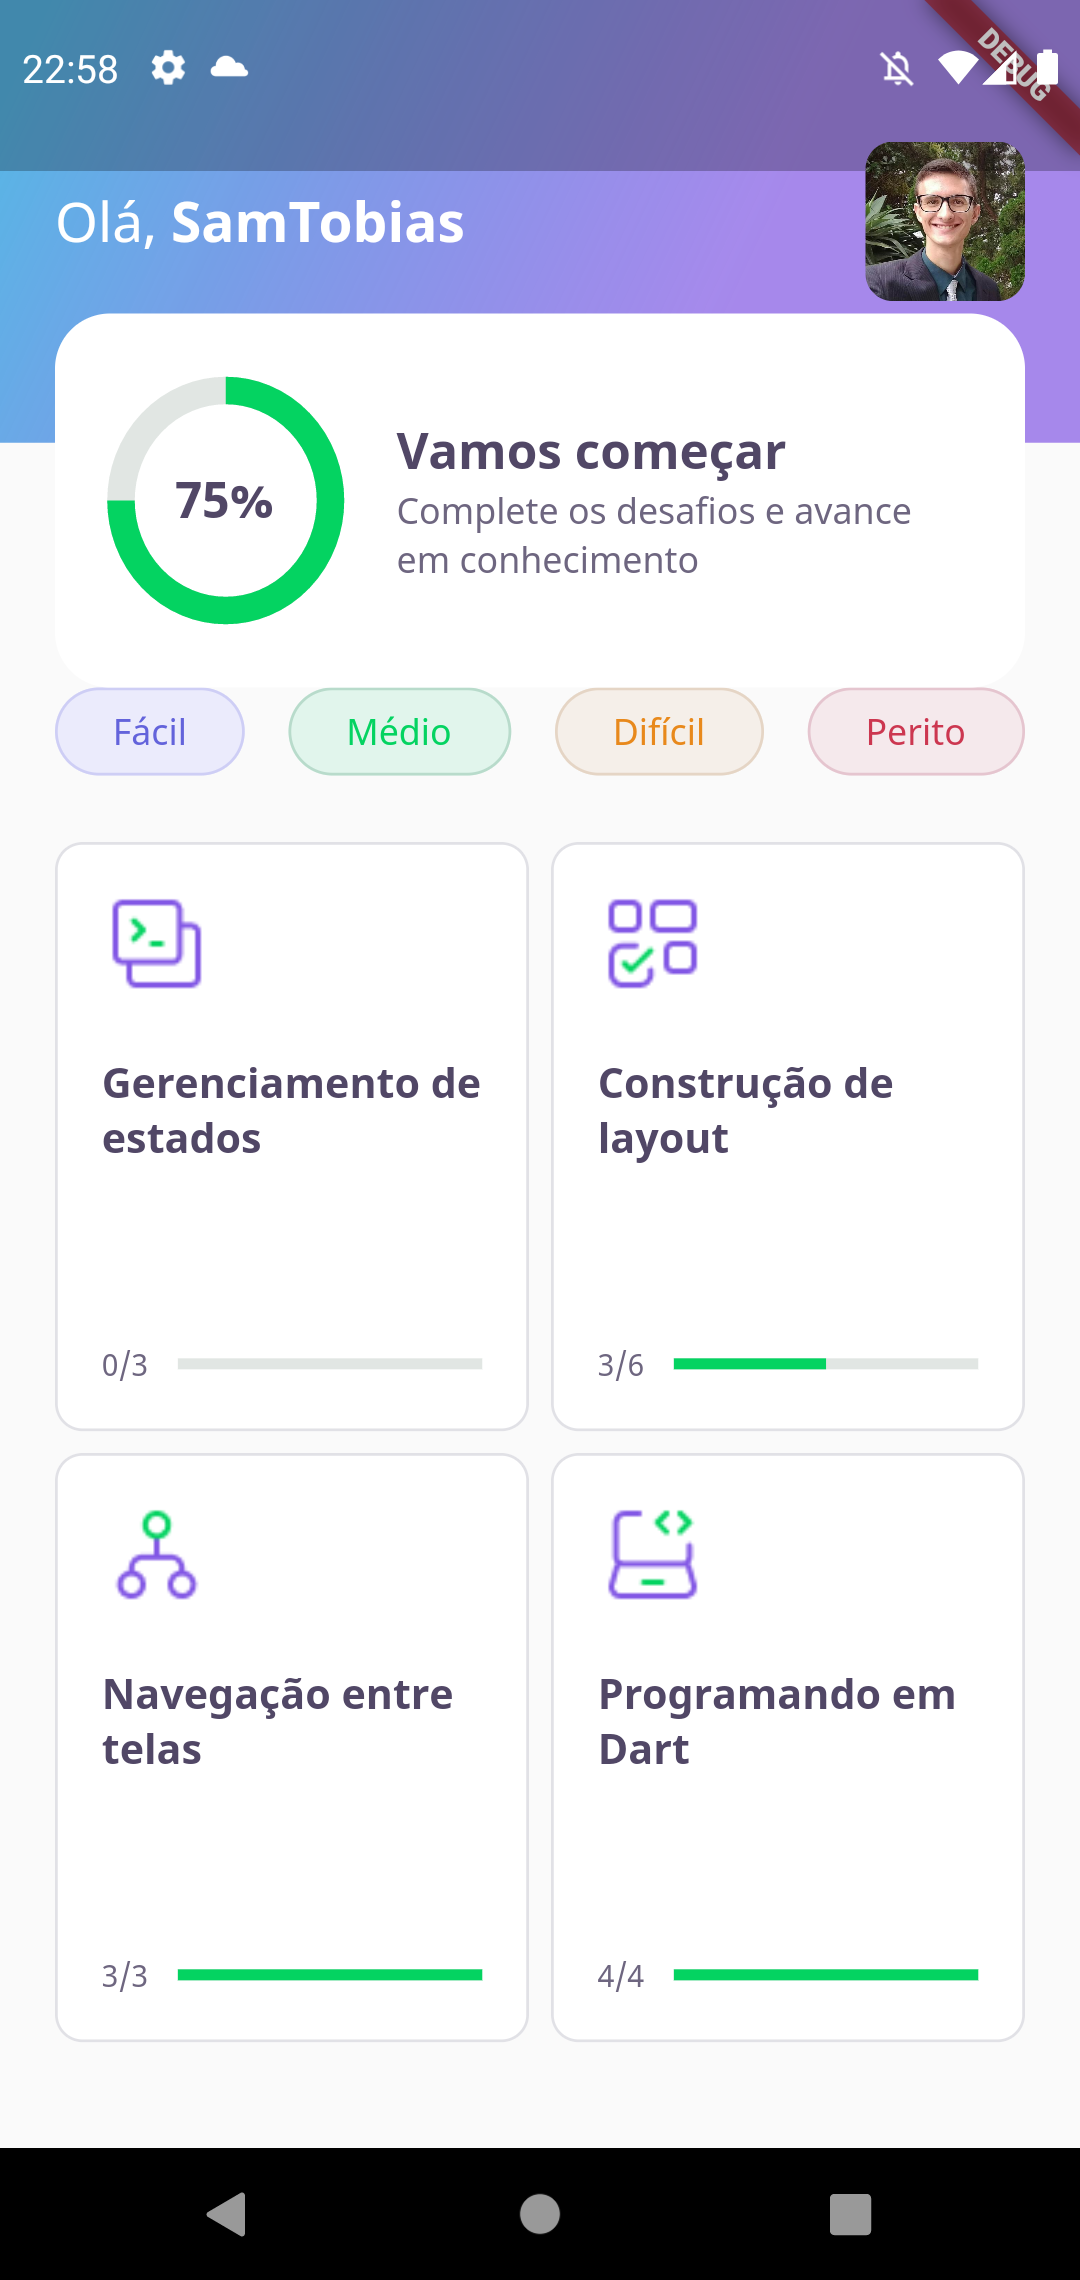 22:58
DEBUG
Olá, SamTobias
75%
Vamos começar
Complete os desafios e avance
em conhecimento
Fácil
Médio
Difícil
Perito
Gerenciamento de
estados
0/3
Construção de
layout
3/6
Navegação entre
telas
3/3
Programando em
Dart
4/4